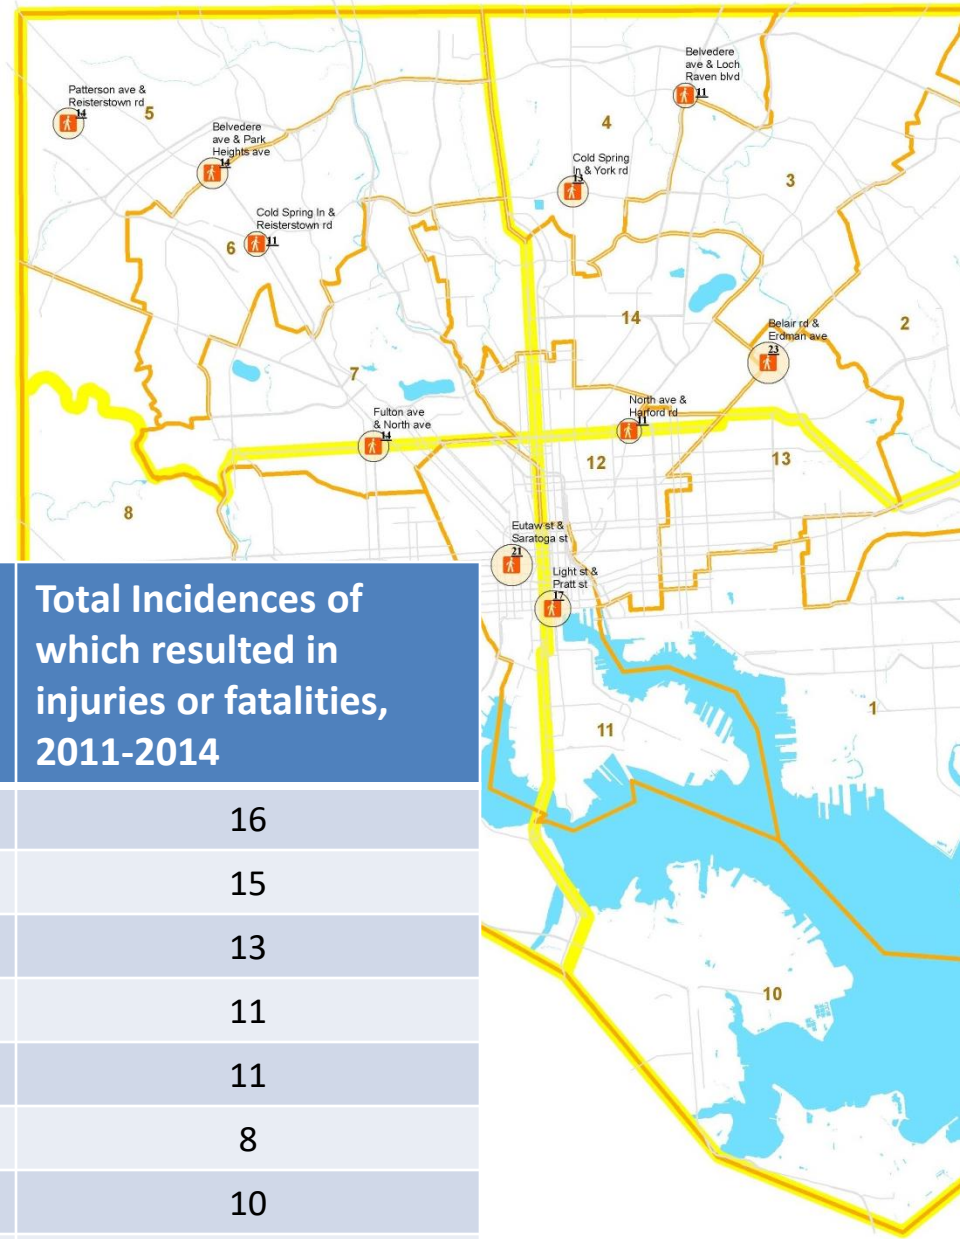 Belvedere
ave & Loch
Raven blvd
11
Patterson ave &
Reisterstown rd
14
5
4
Belvedere
ave & Park
Heights ave
14
Cold Spring
ln & York rd
13
3
Cold Spring ln &
Reisterstown rd
11
6
14
Belair rd &
Erdman ave
23
2
7
North ave &
Harford rd
11
Fulton ave
& North ave
14
12
13
8
Eutaw st &
Saratoga st
21
Light st &
Pratt st
17
Total Incidences of
which resulted in
injuries or fatalities,
2011-2014
1
11
16
15
13
11
10
11
8
10